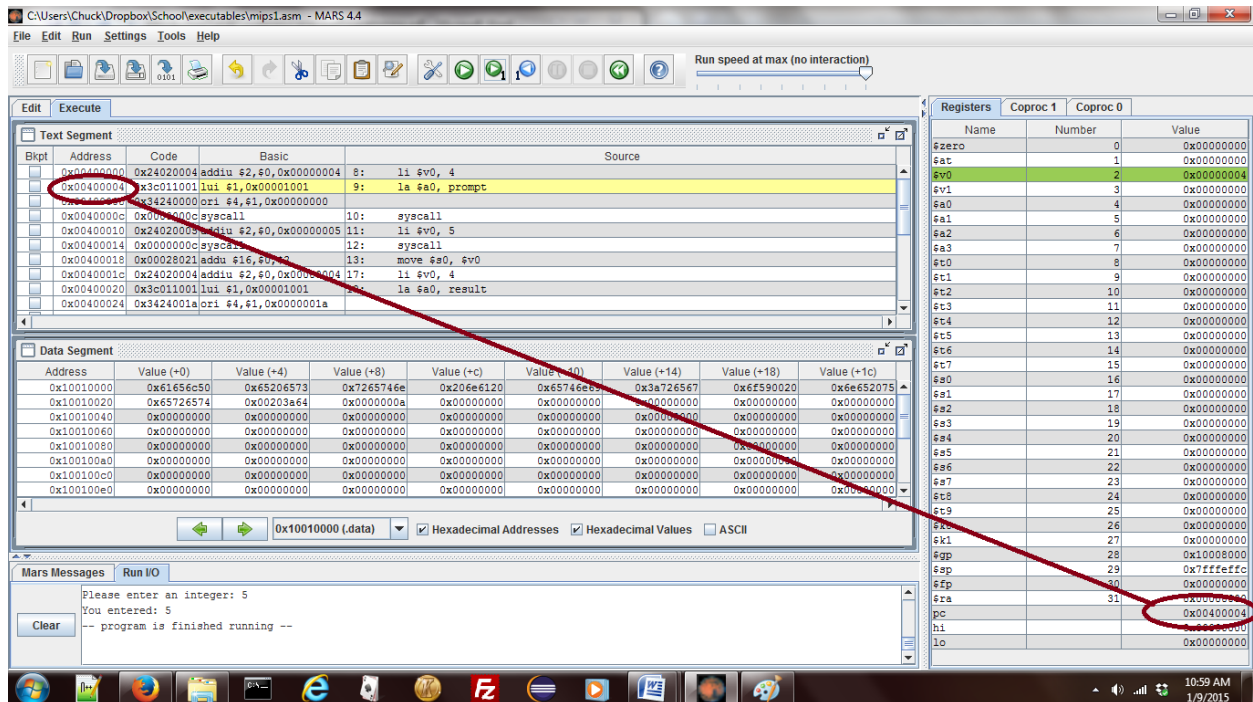 C:\Users\Chuck\Dropbox\School\executables\mips1.asm - MARS 4.4
File Edit Run Settings Tools Help
Run speed at max (no interaction)
Edit Execute
Text Segment
Bkpt Address Code Basic Source
0x00400000 0x24020004 addiu $2,$0,0x00000004 8: li $v0, 4
0x00400004 0x3c011001 lui $1,0x00001001 9: la $a0, prompt
0x34240000 ori $4,$1,0x00000000
0x0040000c 0x0000000c syscall 10: syscall
0x00400010 0x24020005 addiu $2,$0,0x00000005 11: li $v0, 5
0x00400014 0x0000000c syscall 12: syscall
0x00400018 0x00028021 addu $16,$0,$2 13: move $s0, $v0
0x0040001c 0x24020004 addiu $2,$0,0x00000004 17: li $v0, 4
0x00400020 0x3c011001 lui $1,0x00001001 la $a0, result
0x00400024 0x3424001a ori $4,$1,0x0000001a
Data Segment
Address Value (+0) Value (+4) Value (+8) Value (+c) Value (+10) Value (+14) Value (+18) Value (+1c)
0x10010000 0x61656c50 0x65206573 0x7265746e 0x206e6120 0x65746e69 0x3a726567 0x6f590020 0x6e652075
0x10010020 0x65726574 0x00203a64 0x0000000a 0x00000000 0x00000000 0x00000000 0x00000000 0x00000000
0x10010040 0x00000000 0x00000000 0x00000000 0x00000000 0x00000000 0x00000000 0x00000000 0x00000000
0x10010060 0x00000000 0x00000000 0x00000000 0x00000000 0x00000000 0x00000000 0x00000000 0x00000000
0x10010080 0x00000000 0x00000000 0x00000000 0x00000000 0x00000000 0x00000000 0x00000000 0x00000000
0x100100a0 0x00000000 0x00000000 0x00000000 0x00000000 0x00000000 0x00000000 0x00000000 0x00000000
0x100100c0 0x00000000 0x00000000 0x00000000 0x00000000 0x00000000 0x00000000 0x00000000 0x00000000
0x100100e0 0x00000000 0x00000000 0x00000000 0x00000000 0x00000000 0x00000000 0x00000000 0x00000000
0x10010000 (.data) Hexadecimal Addresses Hexadecimal Values ASCII
Mars Messages Run I/O
Please enter an integer: 5
You entered: 5
-- program is finished running --
Clear
Registers Coproc 1 Coproc 0
Name Number Value
$zero 0 0x00000000
$at 1 0x00000000
$v0 2 0x00000004
$v1 3 0x00000000
$a0 4 0x00000000
$a1 5 0x00000000
$a2 6 0x00000000
$a3 7 0x00000000
$t0 8 0x00000000
$t1 9 0x00000000
$t2 10 0x00000000
$t3 11 0x00000000
$t4 12 0x00000000
$t5 13 0x00000000
$t6 14 0x00000000
$t7 15 0x00000000
$s0 16 0x00000000
$s1 17 0x00000000
$s2 18 0x00000000
$s3 19 0x00000000
$s4 20 0x00000000
$s5 21 0x00000000
$s6 22 0x00000000
$s7 23 0x00000000
$t8 24 0x00000000
$t9 25 0x00000000
$k0 26 0x00000000
$k1 27 0x00000000
$gp 28 0x10008000
$sp 29 0x7fffeffc
$fp 30 0x00000000
$ra 31 0x00000000
pc 0x00400004
hi 0x00000000
lo 0x00000000
10:59 AM
1/9/2015